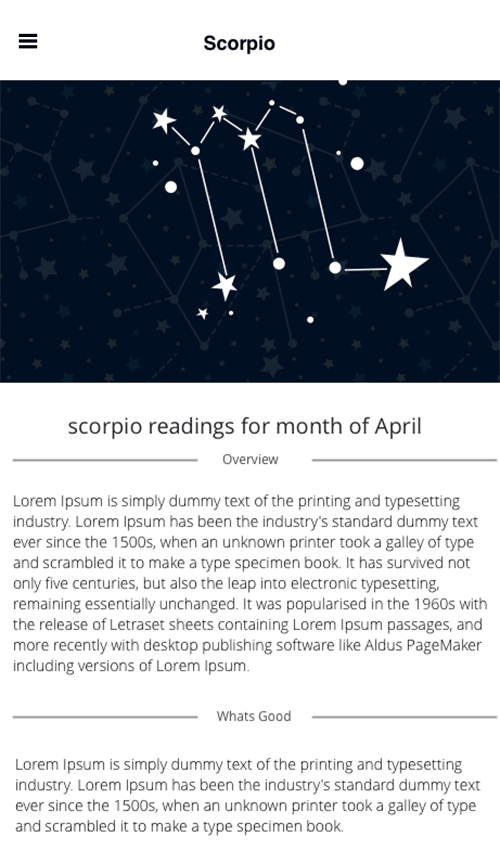 Scorpio
scorpio readings for month of April
Overview
Lorem Ipsum is simply dummy text of the printing and typesetting
industry. Lorem Ipsum has been the industry's standard dummy text
ever since the 1500s, when an unknown printer took a galley of type
and scrambled it to make a type specimen book. It has survived not
only five centuries, but also the leap into electronic typesetting,
remaining essentially unchanged. It was popularised in the 1960s with
the release of Letraset sheets containing Lorem Ipsum passages, and
more recently with desktop publishing software like Aldus PageMaker
including versions of Lorem Ipsum.
Whats Good
Lorem Ipsum is simply dummy text of the printing and typesetting
industry. Lorem Ipsum has been the industry's standard dummy text
ever since the 1500s, when an unknown printer took a galley of type
and scrambled it to make a type specimen book.